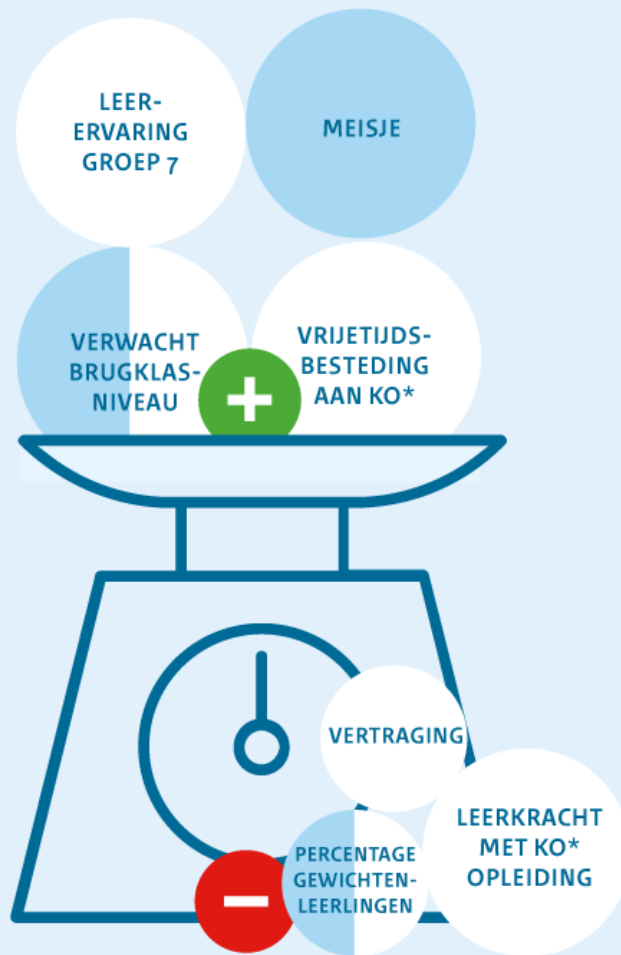 LEER-
ERVARING
GROEP 7
MEISJE
VERWACHT
BRUGKLAS-
NIVEAU
VRIJETIJDS-
BESTEDING
AAN KO*
+
VERTRAGING
LEERKRACHT
MET KO*
OPLEIDING
PERCENTAGE
GEWICHTEN-
LEERLINGEN
−